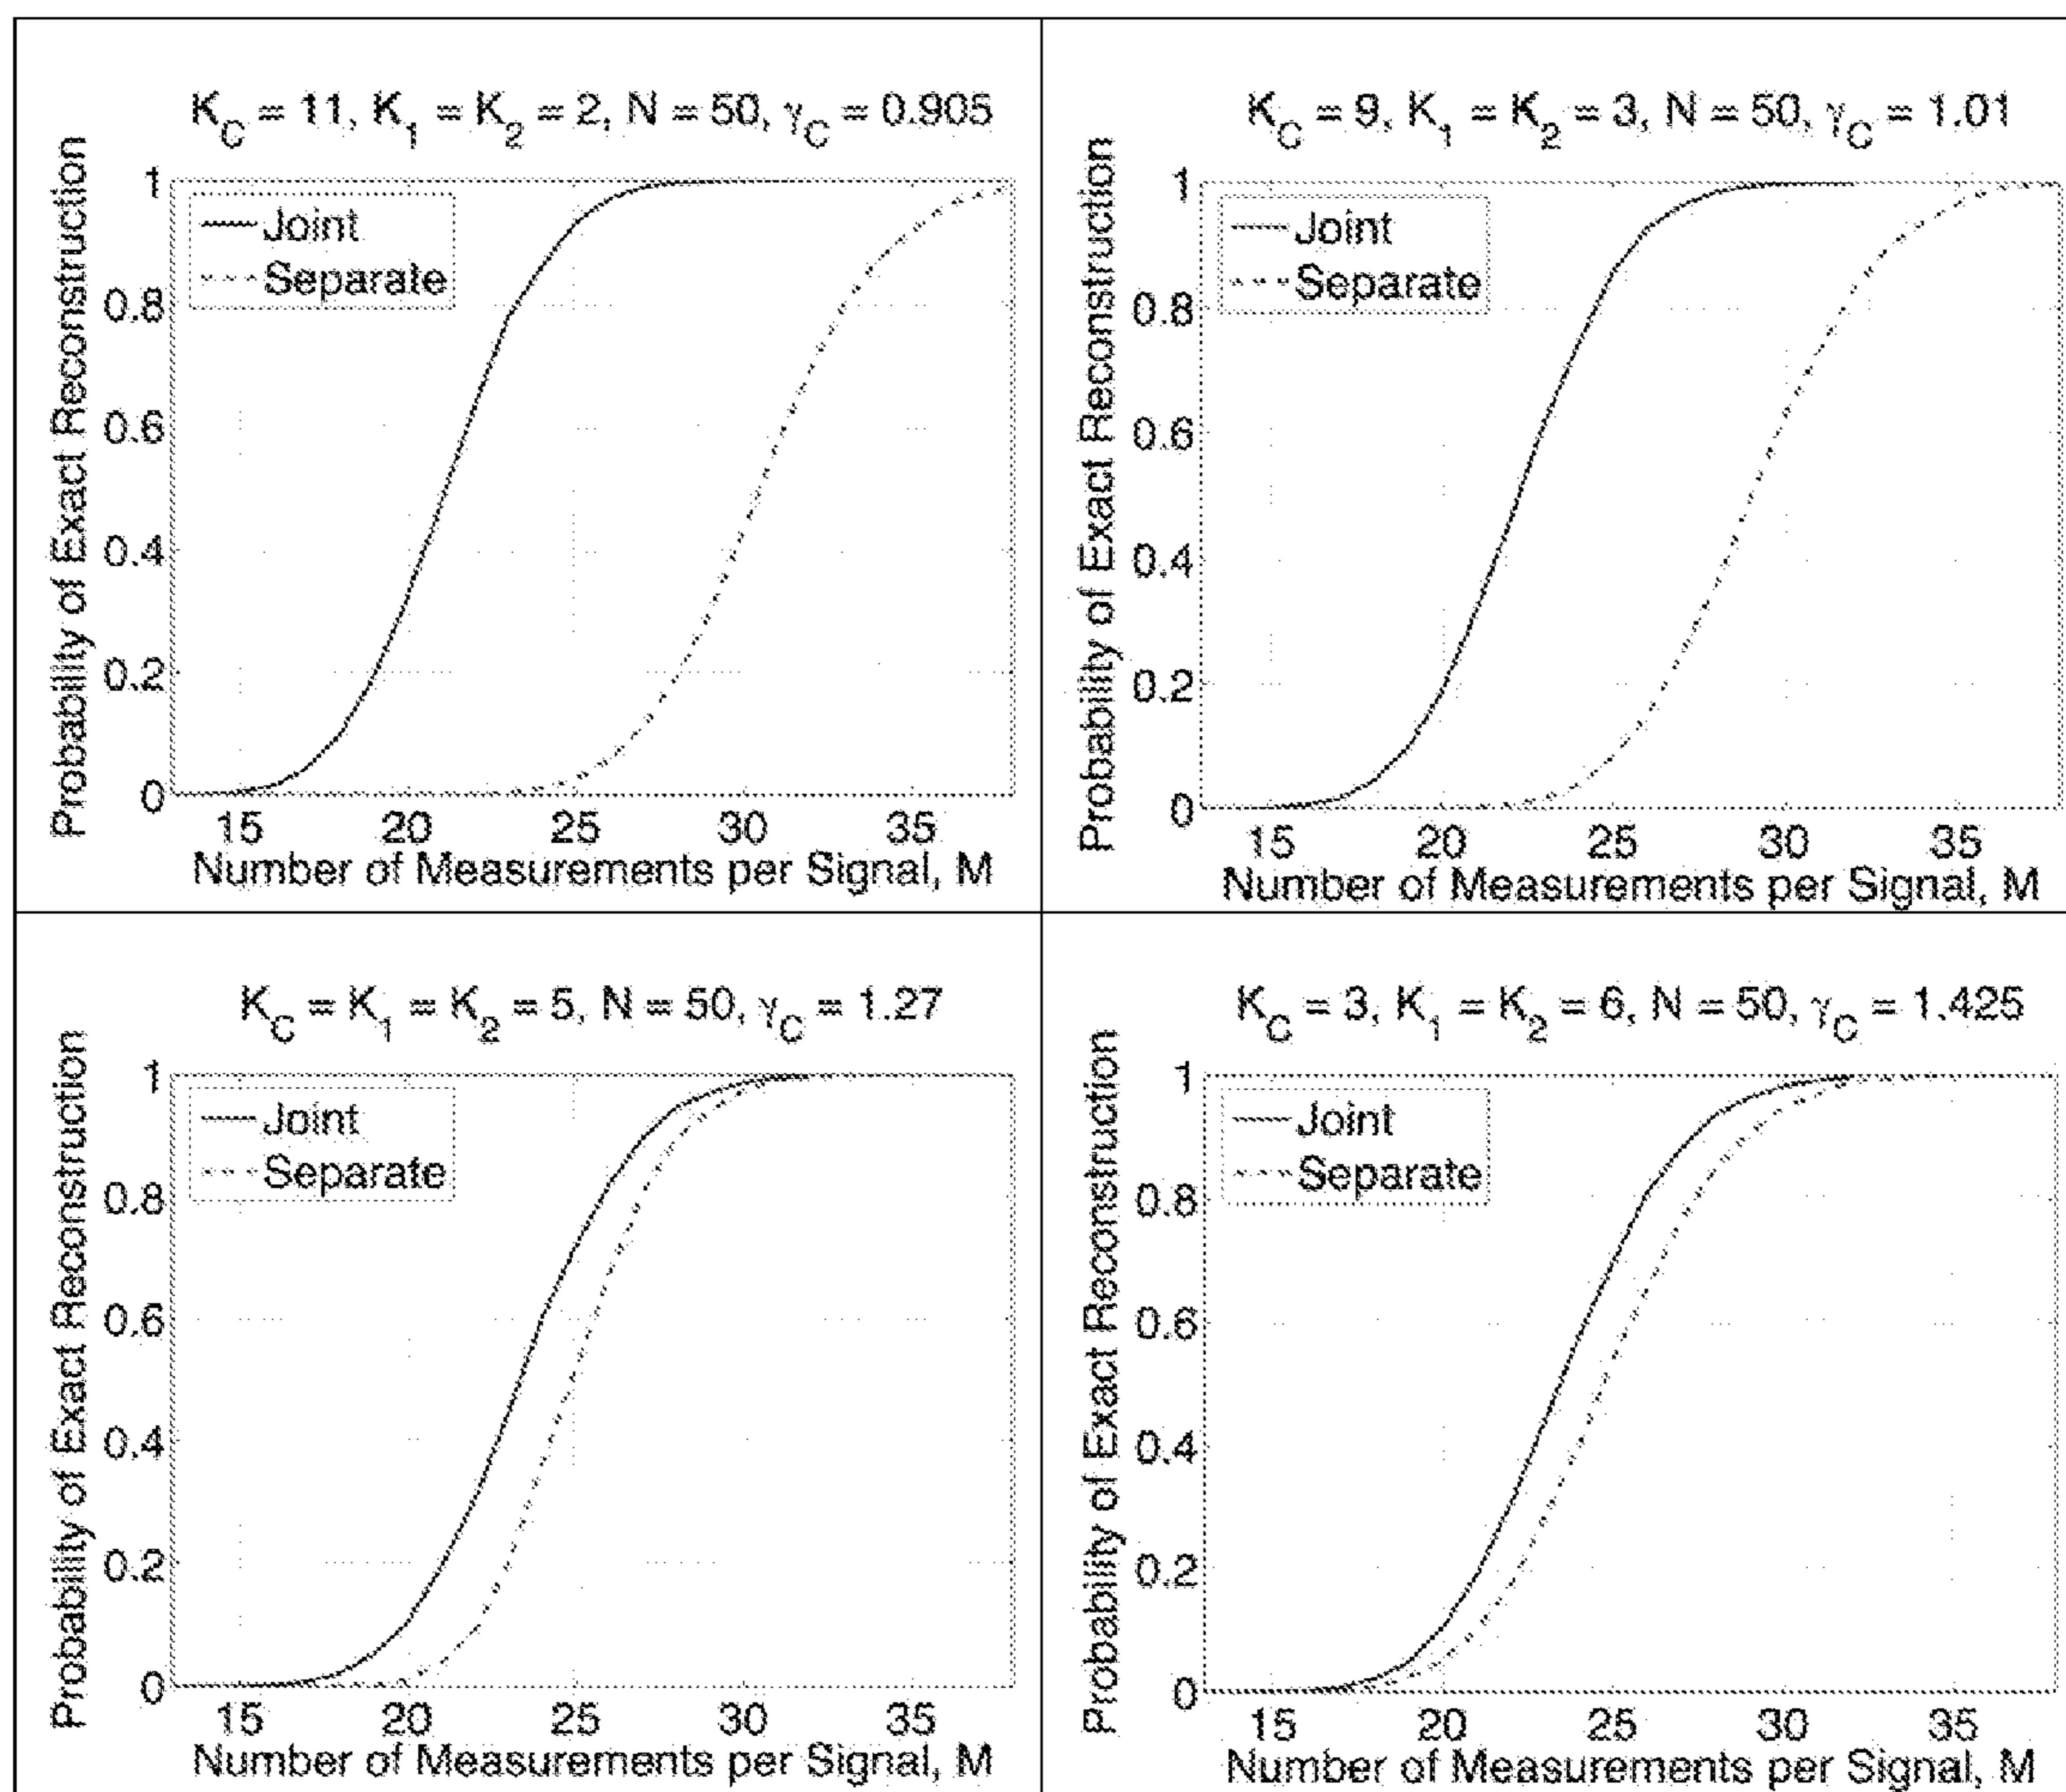 K_C = 11, K_1 = K_2 = 2, N = 50, γ_C = 0.905
Probability of Exact Reconstruction
1
0.8
0.6
0.4
0.2
0
Joint
Separate
15 20 25 30 35
Number of Measurements per Signal, M
K_C = 9, K_1 = K_2 = 3, N = 50, γ_C = 1.01
Probability of Exact Reconstruction
1
0.8
0.6
0.4
0.2
0
Joint
Separate
15 20 25 30 35
Number of Measurements per Signal, M
K_C = K_1 = K_2 = 5, N = 50, γ_C = 1.27
Probability of Exact Reconstruction
1
0.8
0.6
0.4
0.2
0
Joint
Separate
15 20 25 30 35
Number of Measurements per Signal, M
K_C = 3, K_1 = K_2 = 6, N = 50, γ_C = 1.425
Probability of Exact Reconstruction
1
0.8
0.6
0.4
0.2
0
Joint
Separate
15 20 25 30 35
Number of Measurements per Signal, M